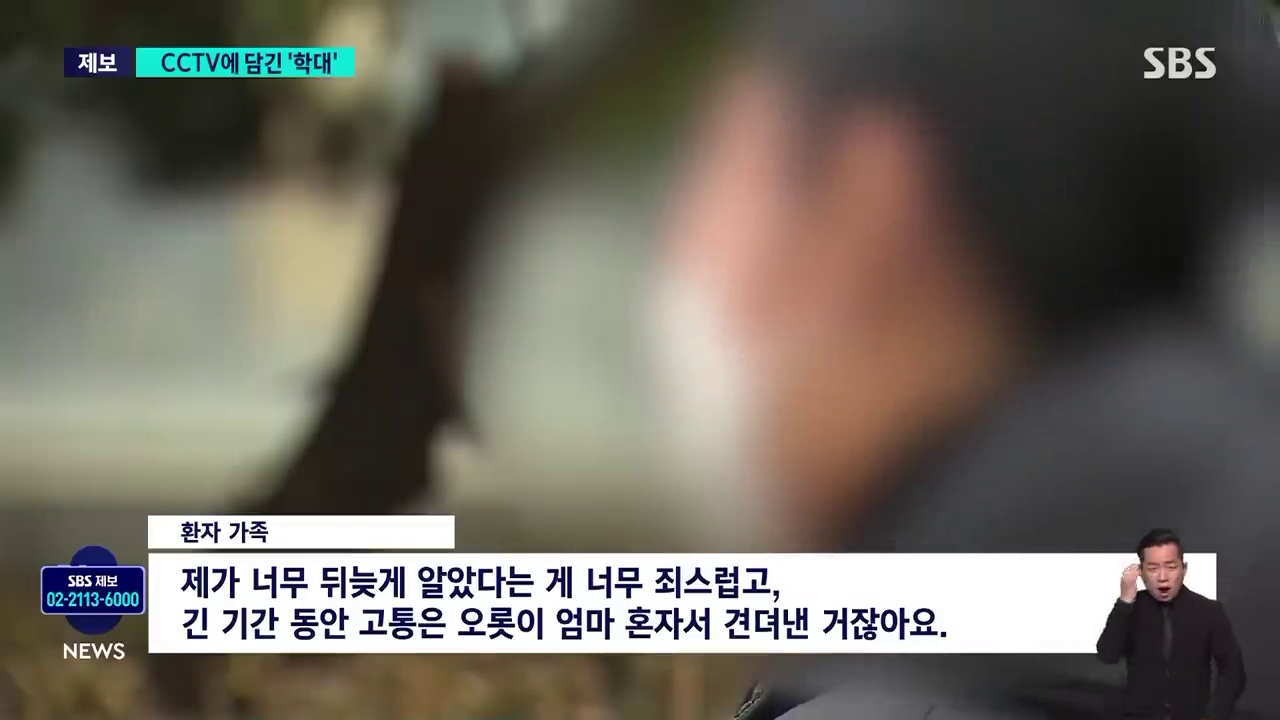 제보 CCTV에 담긴 '학대'
SBS
환자 가족
제가 너무 뒤늦게 알았다는 게 너무 죄스럽고,
긴 기간 동안 고통은 오롯이 엄마 혼자서 견뎌낸 거잖아요.
SBS 제보
02-2113-6000
NEWS